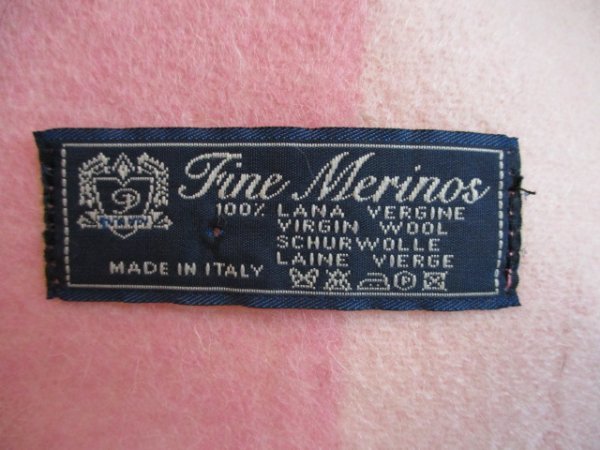 Fine Merinos
100% LANA VERGINE
VIRGIN WOOL
SCHURWOLLE
LAINE VIERGE
MADE IN ITALY
P
P